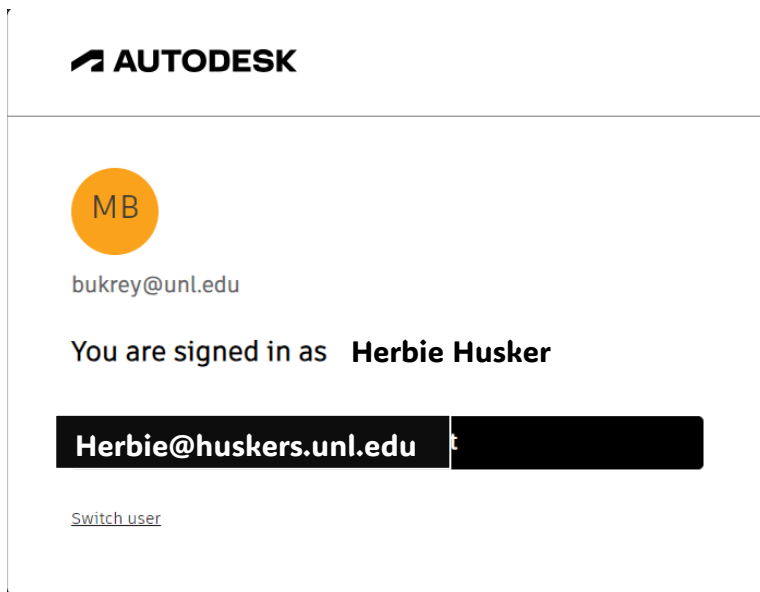 AUTODESK
MB
bukrey@unl.edu
You are signed in as Herbie Husker
Herbie@huskers.unl.edu t
Switch user